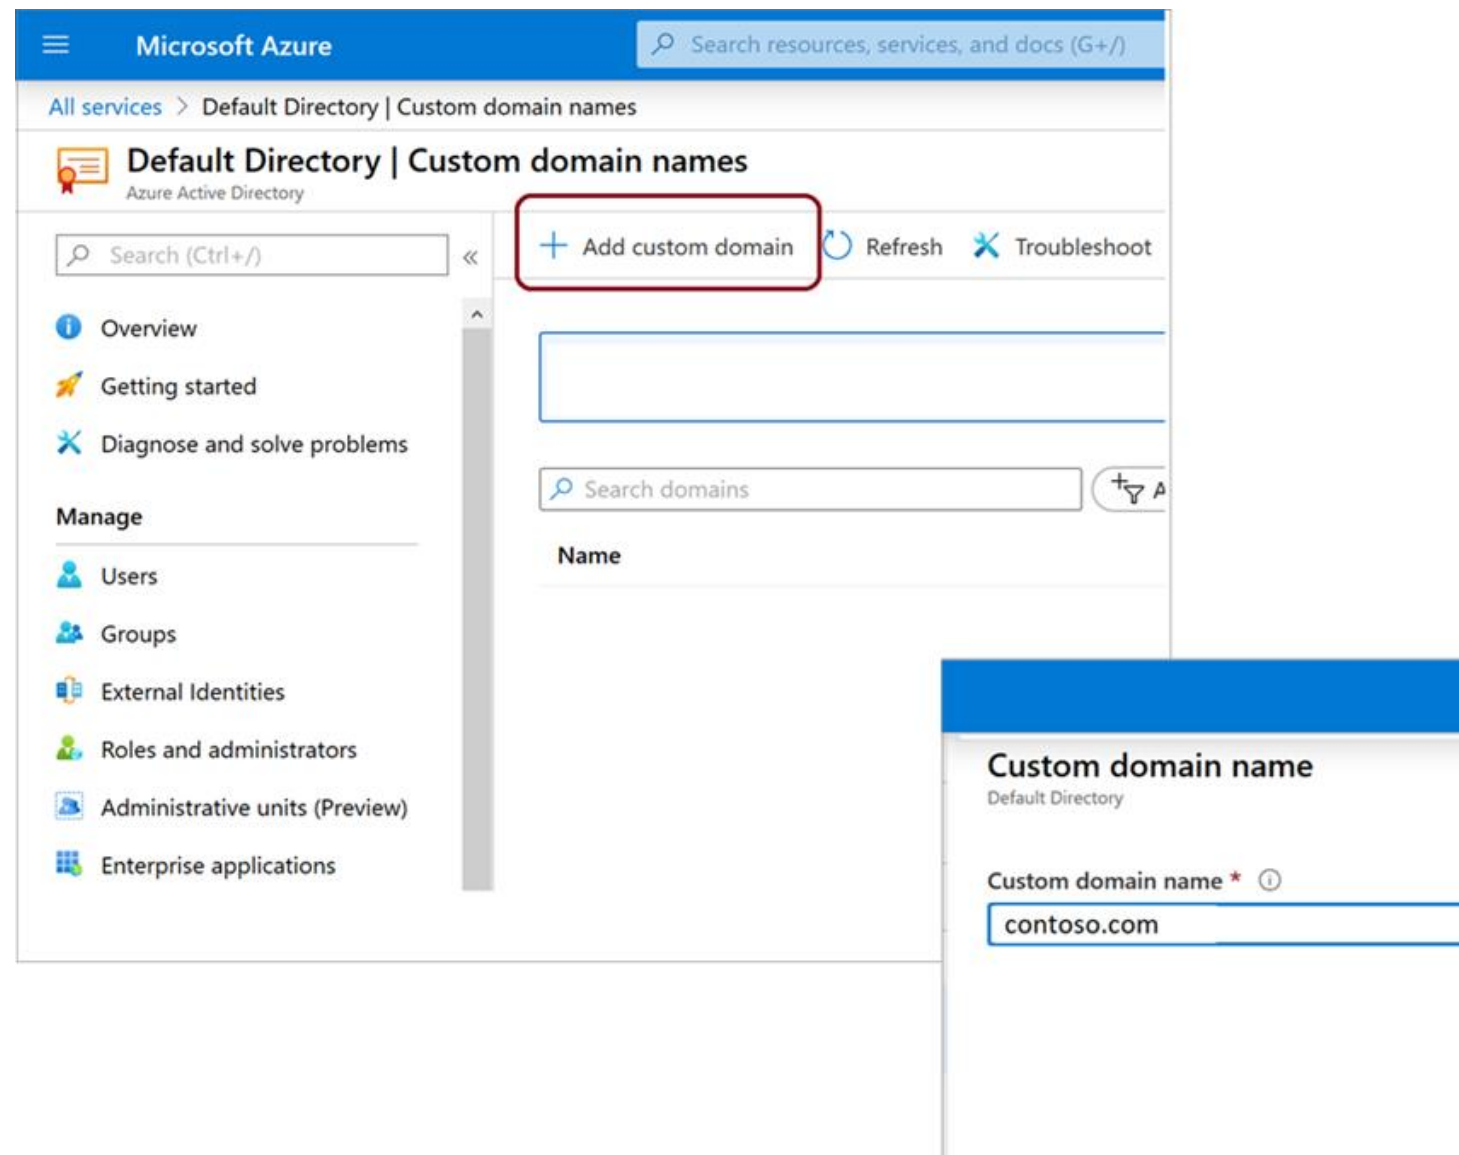 Microsoft Azure
Search resources, services, and docs (G+/)
All services > Default Directory | Custom domain names
Default Directory | Custom domain names
Azure Active Directory
Search (Ctrl+/)
«
+ Add custom domain
Refresh
Troubleshoot
Overview
Getting started
Diagnose and solve problems
Manage
Users
Groups
External Identities
Roles and administrators
Administrative units (Preview)
Enterprise applications
Search domains
Name
Custom domain name
Default Directory
Custom domain name *
contoso.com